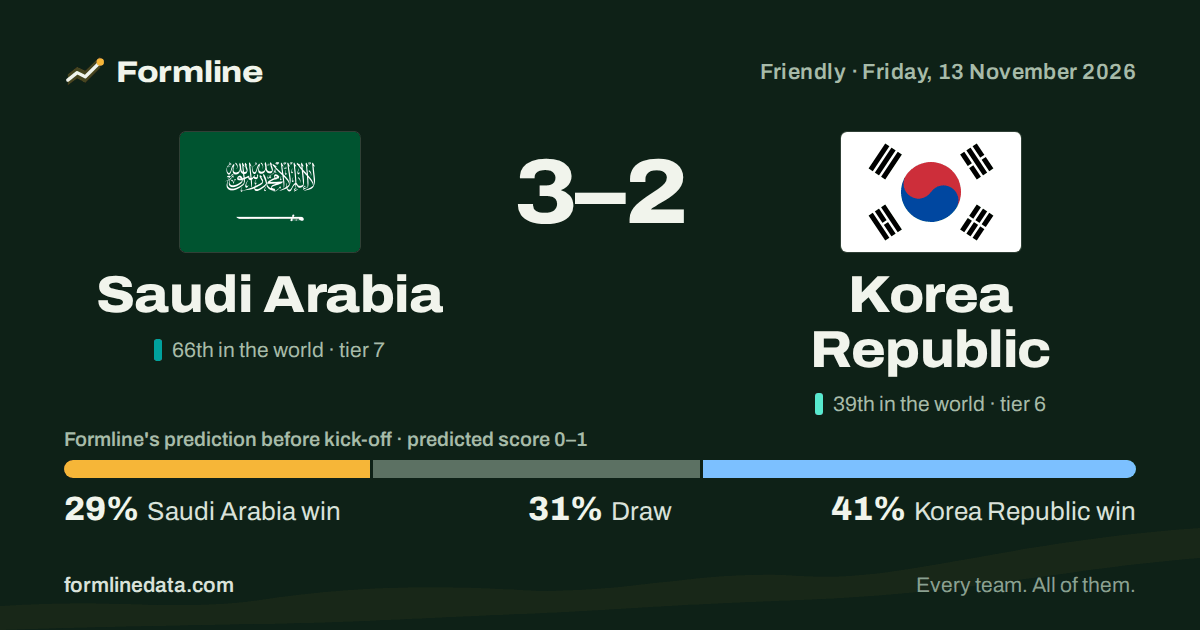 Formline
Friendly · Friday, 13 November 2026
3–2
Saudi Arabia
66th in the world · tier 7
Korea
Republic
39th in the world · tier 6
Formline's prediction before kick-off · predicted score 0–1
29% Saudi Arabia win
31% Draw
41% Korea Republic win
formlinedata.com
Every team. All of them.